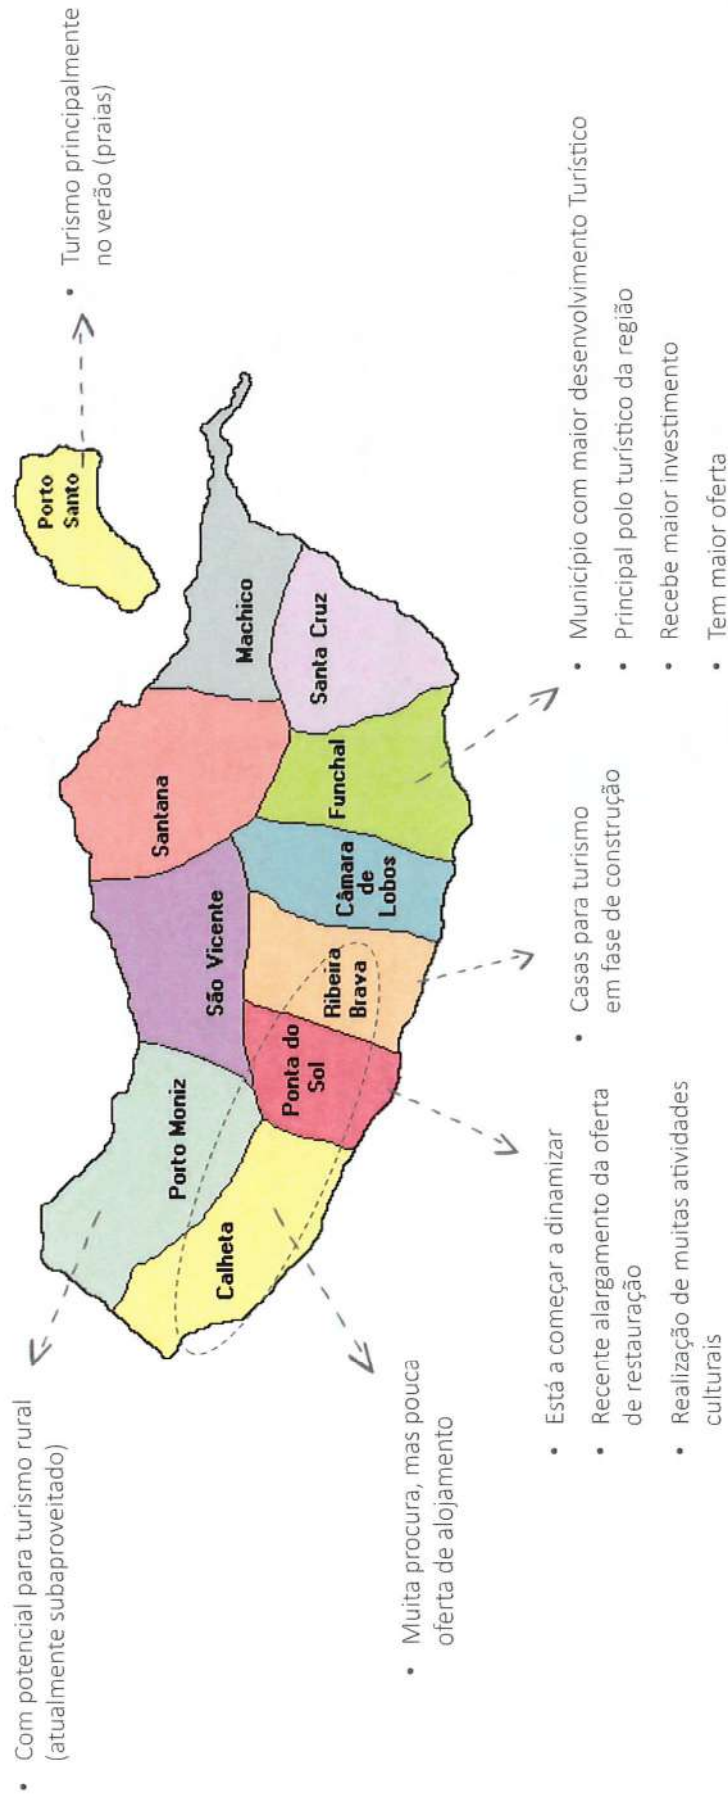 • Com potencial para turismo rural
(atualmente subaproveitado)
• Turismo principalmente
no verão (praias)
Porto
Santo
Porto Moniz
São Vicente
Santana
Machico
Calheta
Ponta do
Sol
Ribeira
Brava
Câmara
de
Lobos
Funchal
Santa Cruz
• Muita procura, mas pouca
oferta de alojamento
• Está a começar a dinamizar
• Recente alargamento da oferta
de restauração
• Realização de muitas atividades
culturais
• Casas para turismo
em fase de construção
• Município com maior desenvolvimento Turístico
• Principal polo turístico da região
• Recebe maior investimento
• Tem maior oferta